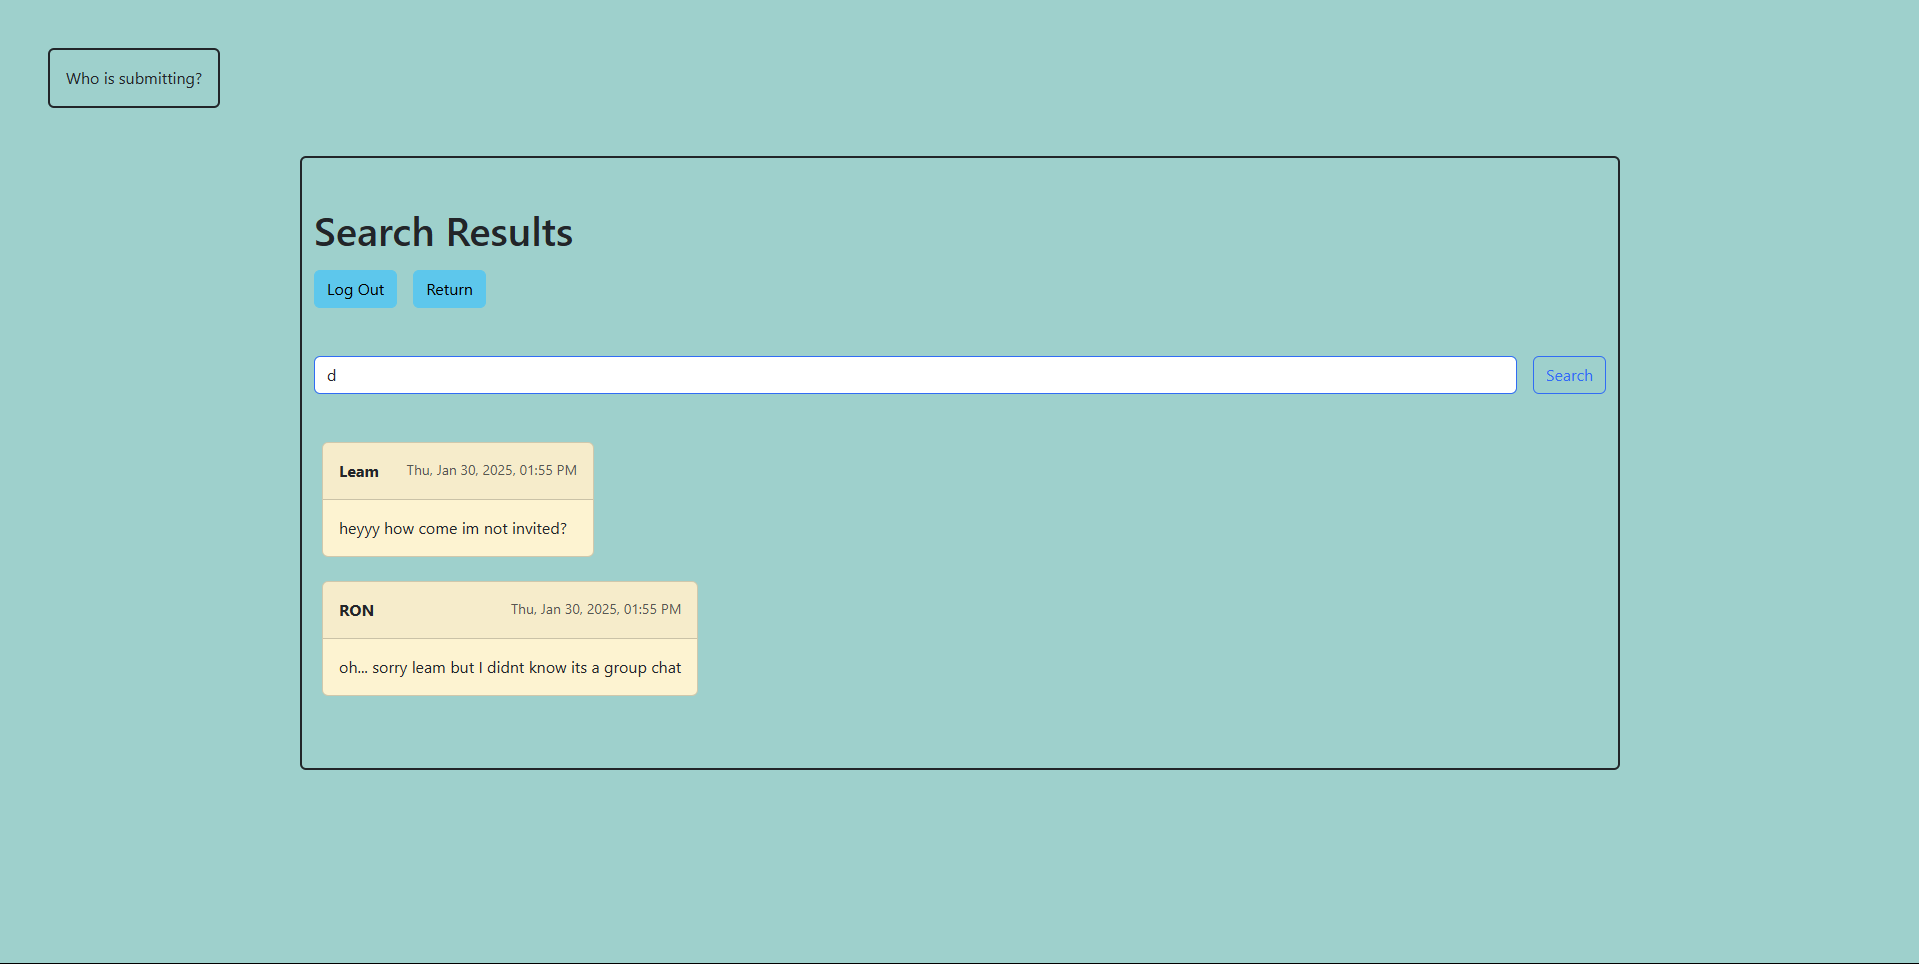 Who is submitting?
Search Results
Log Out Return
d Search
Leam Thu, Jan 30, 2025, 01:55 PM
heyyy how come im not invited?
RON Thu, Jan 30, 2025, 01:55 PM
oh... sorry leam but I didnt know its a group chat